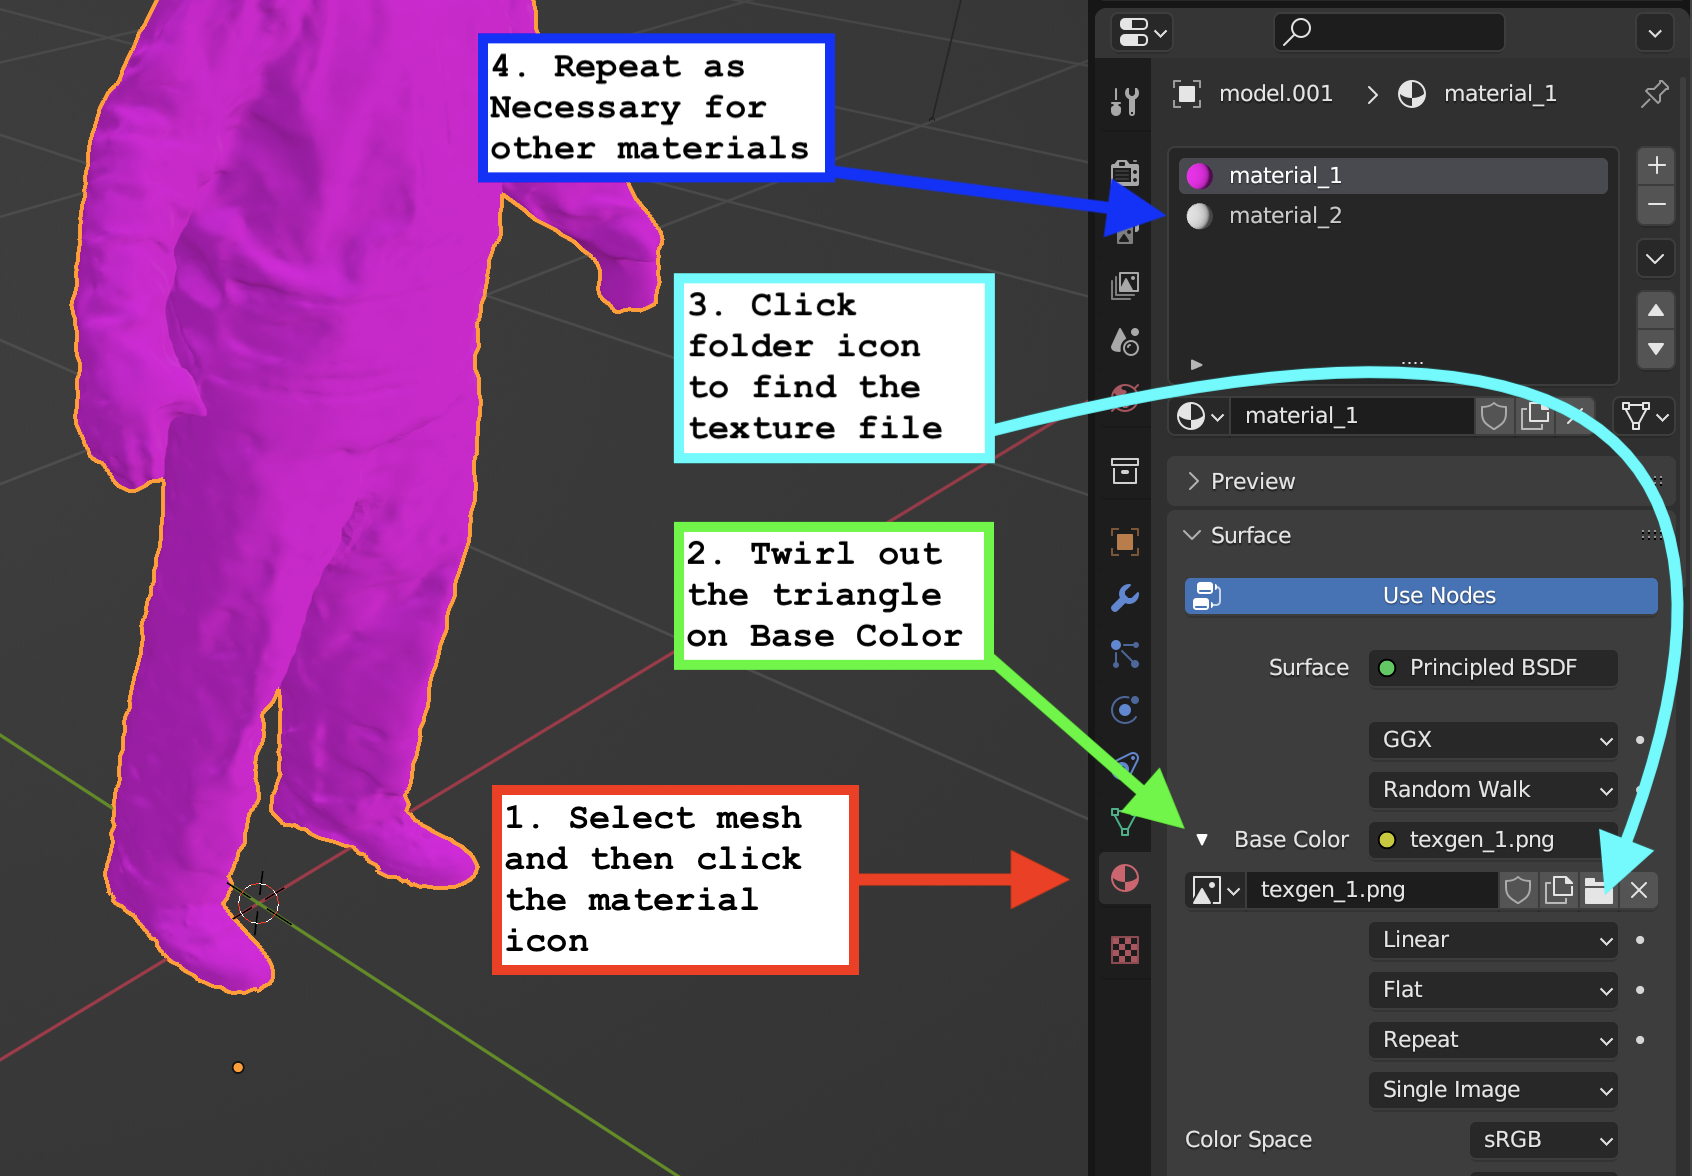 4. Repeat as
Necessary for
other materials
3. Click
folder icon
to find the
texture file
2. Twirl out
the triangle
on Base Color
1. Select mesh
and then click
the material
icon
model.001 > material_1
material_1
material_2
material_1
Preview
Surface
Use Nodes
Surface Principled BSDF
GGX
Random Walk
Base Color texgen_1.png
texgen_1.png
Linear
Flat
Repeat
Single Image
Color Space sRGB